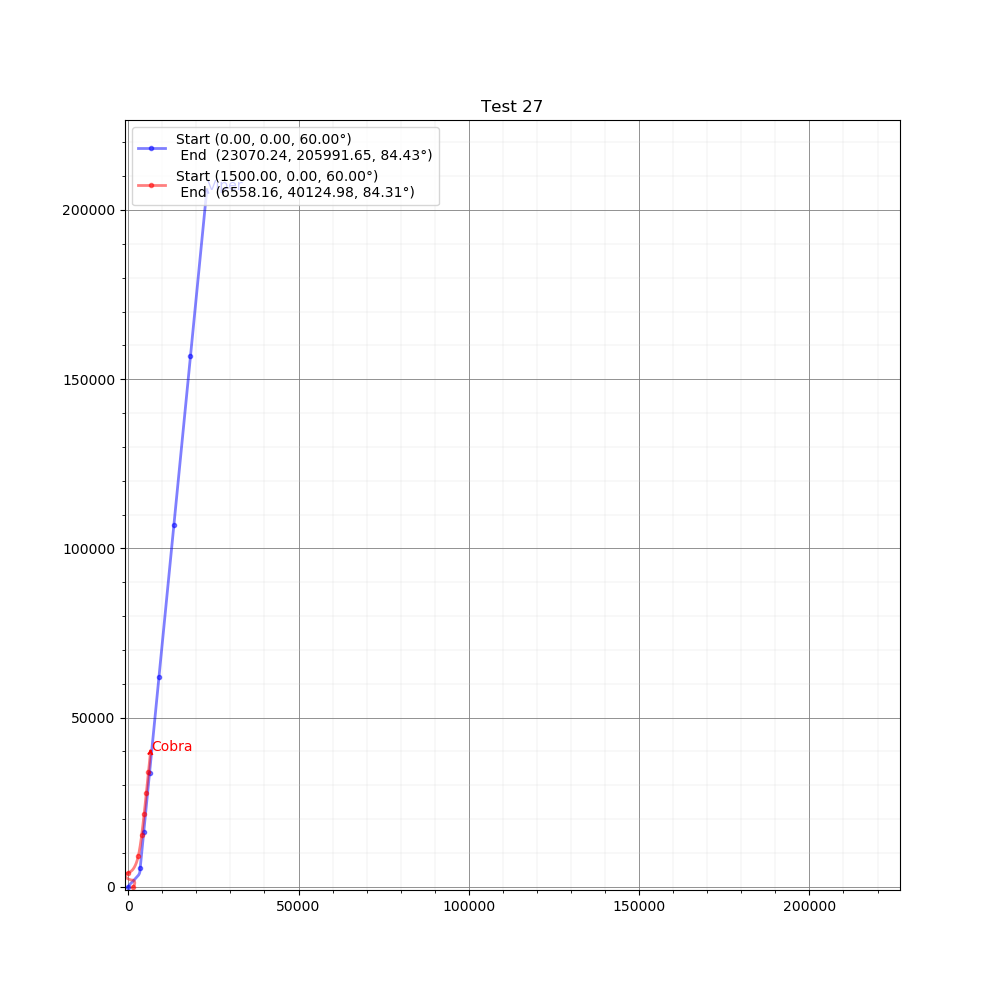 Test 27
Start (0.00, 0.00, 60.00°)
End (23070.24, 205991.65, 84.43°)
Start (1500.00, 0.00, 60.00°)
End (6558.16, 40124.98, 84.31°)
200000
150000
100000
50000
0
Cobra
0
50000
100000
150000
200000